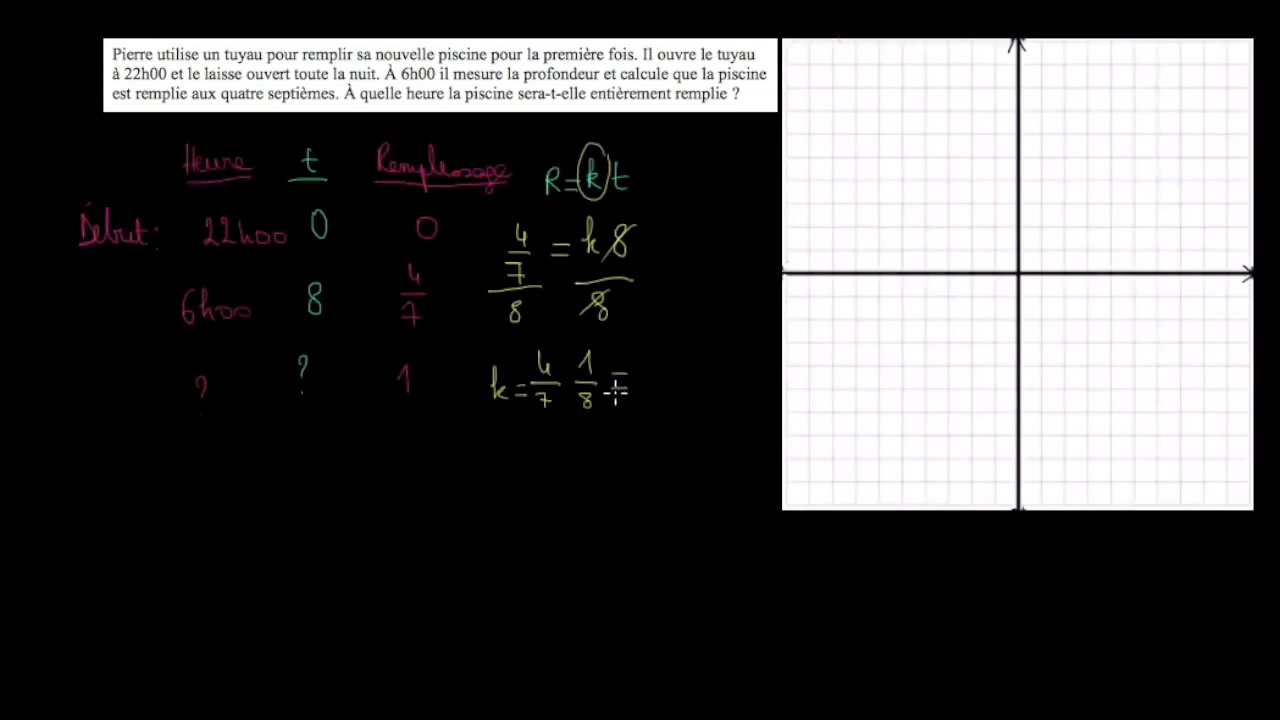 Pierre utilise un tuyau pour remplir sa nouvelle piscine pour la première fois. Il ouvre le tuyau
à 22h00 et le laisse ouvert toute la nuit. À 6h00 il mesure la profondeur et calcule que la piscine
est remplie aux quatre septièmes. À quelle heure la piscine sera-t-elle entièrement remplie ?
Heure t Remplissage R=kt
Début: 22h00 0 0
4/7 = k8
8 8
6h00 8 4/7
? ? 1
k = 4/7 1/8 =